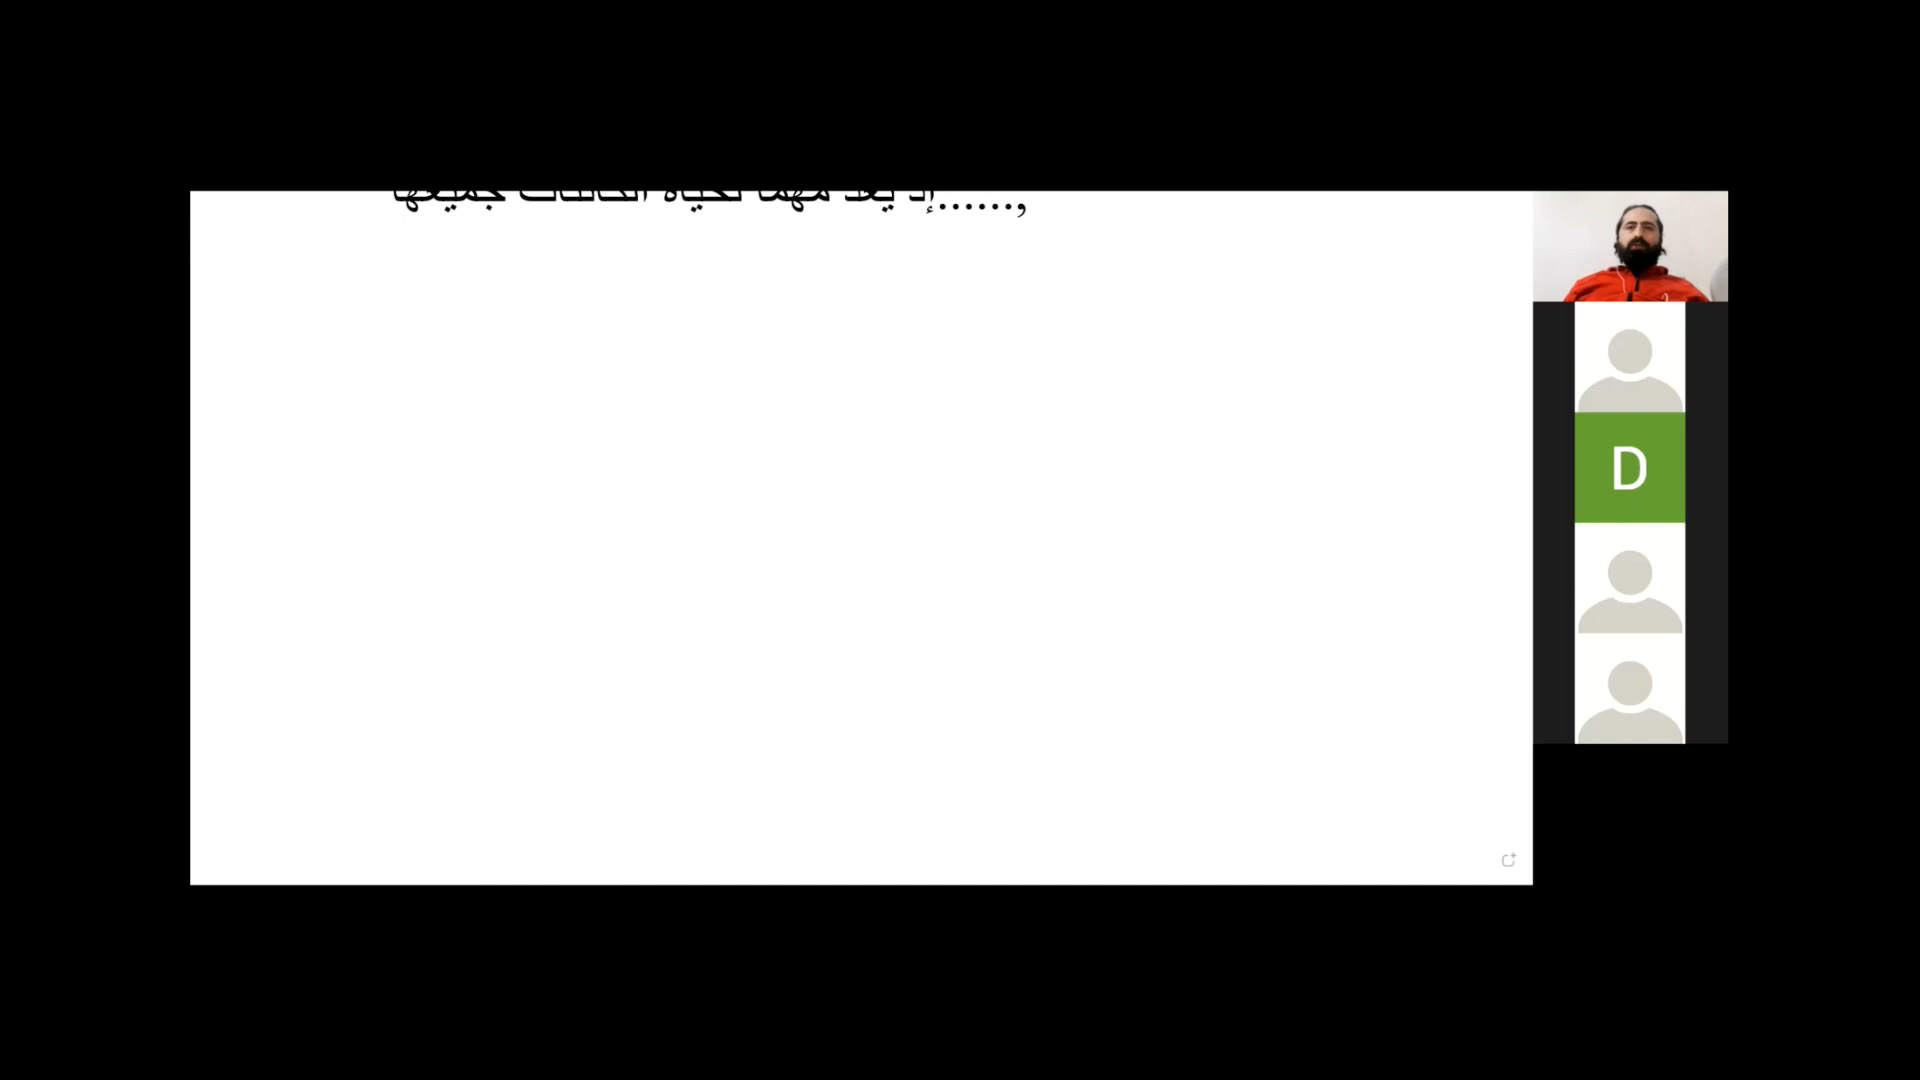 ,......إذ يعد مهما لحياة الكائنات جميعها
D